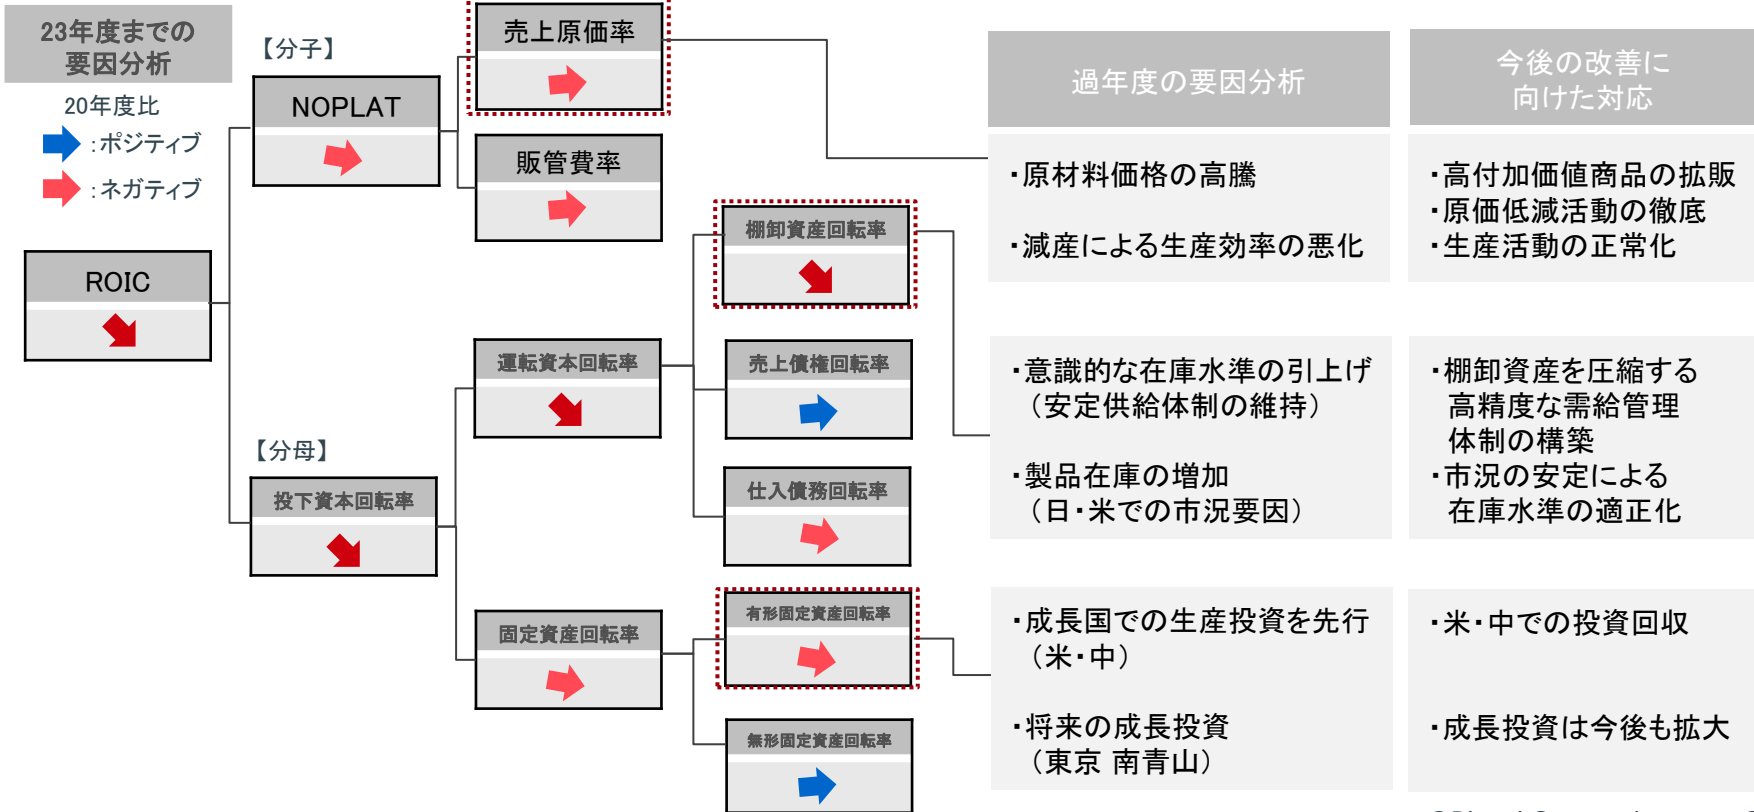 23年度までの
要因分析
20年度比
:ポジティブ
:ネガティブ
ROIC
【分子】
NOPLAT
売上原価率
販管費率
【分母】
投下資本回転率
運転資本回転率
棚卸資産回転率
売上債権回転率
仕入債務回転率
固定資産回転率
有形固定資産回転率
無形固定資産回転率
過年度の要因分析
・原材料価格の高騰
・減産による生産効率の悪化
・意識的な在庫水準の引上げ
（安定供給体制の維持）
・製品在庫の増加
（日・米での市況要因）
・成長国での生産投資を先行
（米・中）
・将来の成長投資
（東京 南青山）
今後の改善に
向けた対応
・高付加価値商品の拡販
・原価低減活動の徹底
・生産活動の正常化
・棚卸資産を圧縮する
高精度な需給管理
体制の構築
・市況の安定による
在庫水準の適正化
・米・中での投資回収
・成長投資は今後も拡大